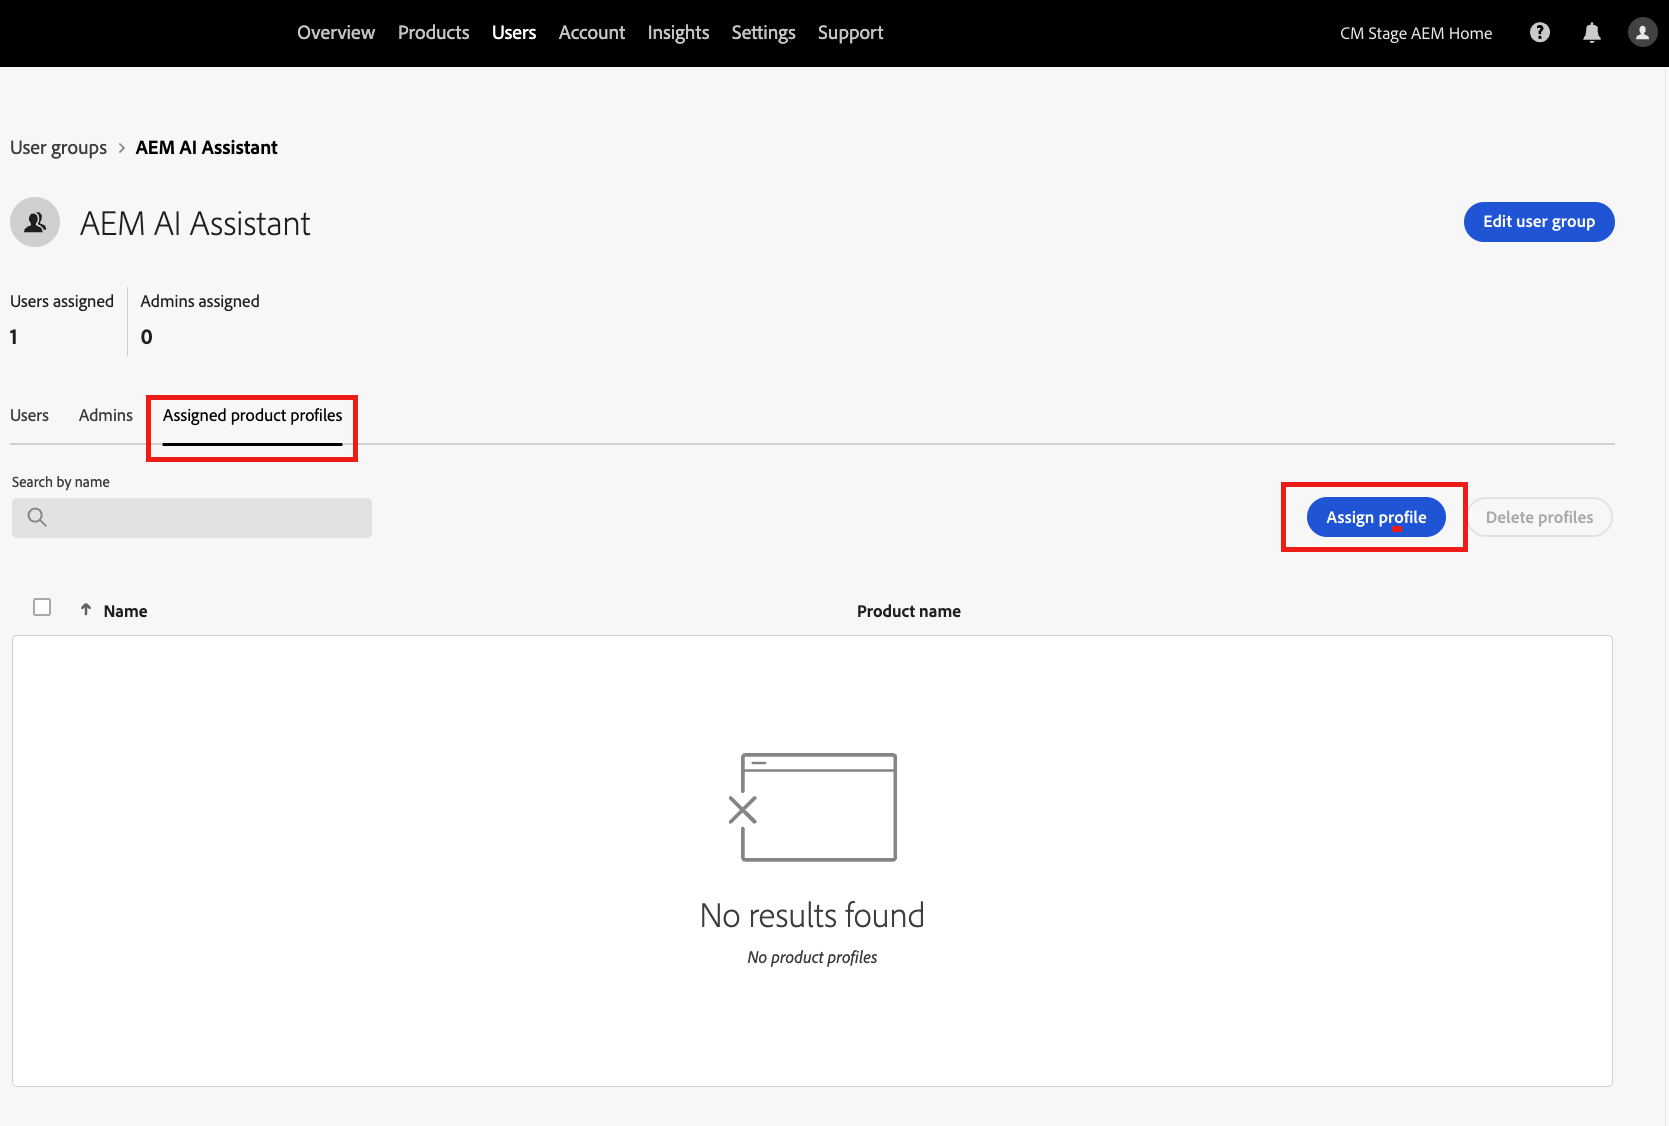 Overview Products Users Account Insights Settings Support CM Stage AEM Home
User groups > AEM AI Assistant
AEM AI Assistant
Edit user group
Users assigned Admins assigned
1 0
Users Admins Assigned product profiles
Search by name
Assign profile Delete profiles
Name Product name
No results found
No product profiles